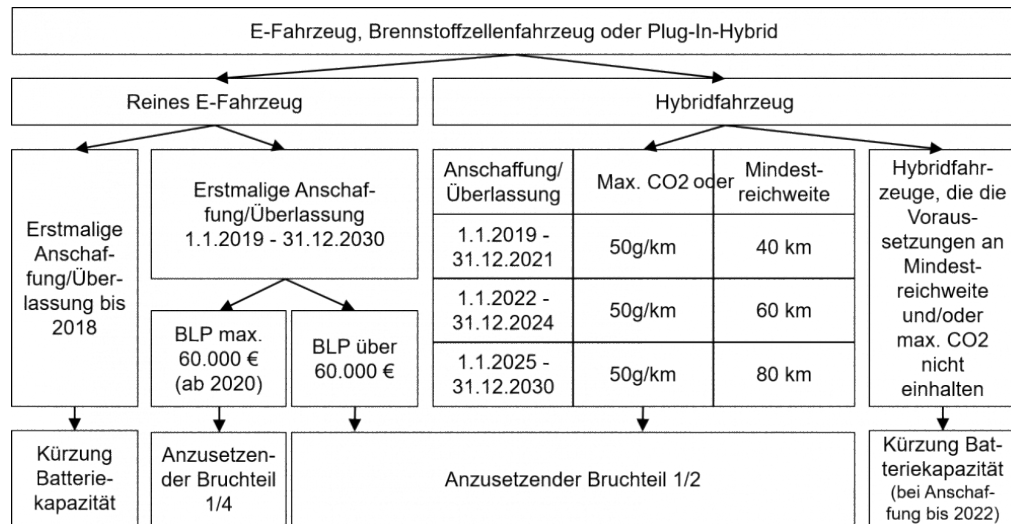 E-Fahrzeug, Brennstoffzellenfahrzeug oder Plug-In-Hybrid
Reines E-Fahrzeug
Hybridfahrzeug
Erstmalige
Anschaf-
fung/Über-
lassung bis
2018
Erstmalige Anschaf-
fung/Überlassung
1.1.2019 - 31.12.2030
BLP max.
60.000 €
(ab 2020)
BLP über
60.000 €
Anschaffung/
Überlassung
Max. CO2 oder
Mindest-
reichweite
1.1.2019 -
31.12.2021
50g/km
40 km
1.1.2022 -
31.12.2024
50g/km
60 km
1.1.2025 -
31.12.2030
50g/km
80 km
Hybridfahr-
zeuge, die die
Voraus-
setzungen an
Mindest-
reichweite
und/oder
max. CO2
nicht
einhalten
Kürzung
Batterie-
kapazität
Anzusetzen-
der Bruchteil
1/4
Anzusetzender Bruchteil 1/2
Kürzung Bat-
teriekapazität
(bei Anschaf-
fung bis 2022)